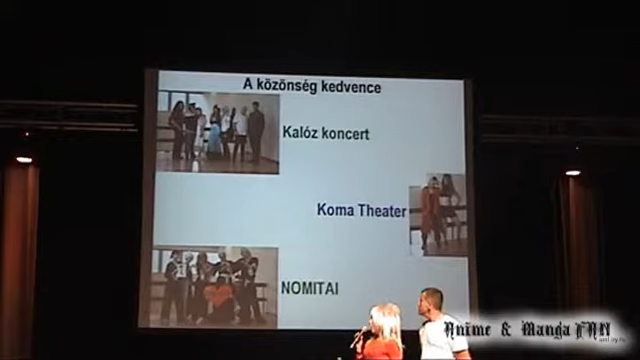 A közönség kedvence
Kalóz koncert
Koma Theater
NOMITAI
Anime & Manga FAN